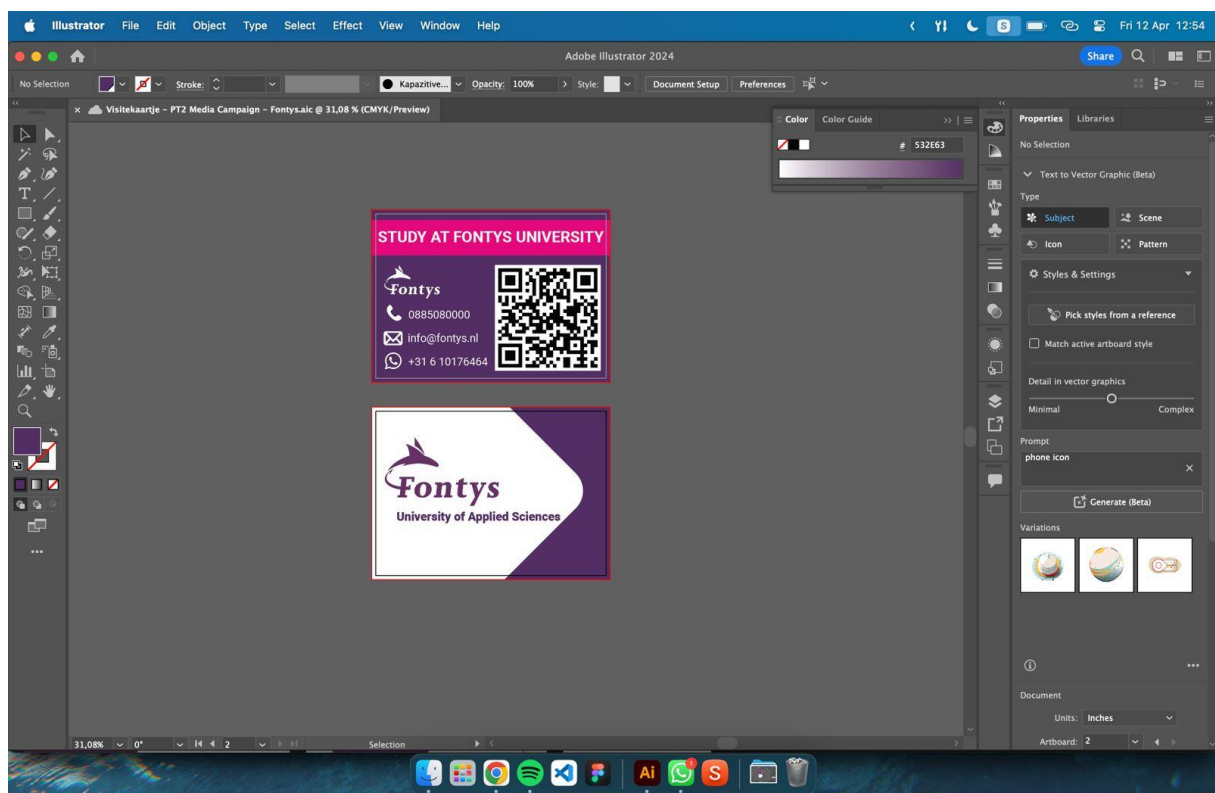 Illustrator File Edit Object Type Select Effect View Window Help Fri 12 Apr 12:54
Adobe Illustrator 2024 Share
No Selection Stroke: Kapazitive... Opacity: 100% Style: Document Setup Preferences
× Visitekaartje – PT2 Media Campaign – Fontys.aic @ 31,08 % (CMYK/Preview)
Color Color Guide
# 532E63
STUDY AT FONTYS UNIVERSITY
Fontys
0885080000
info@fontys.nl
+31 6 10176464
Fontys
University of Applied Sciences
Properties Libraries
No Selection
Text to Vector Graphic (Beta)
Type
Subject Scene
Icon Pattern
Styles & Settings
Pick styles from a reference
Match active artboard style
Detail in vector graphics
Minimal Complex
Prompt
phone icon
Generate (Beta)
Variations
Document
Units: Inches
Artboard: 2
31,08% 0° 2 Selection
Ai S